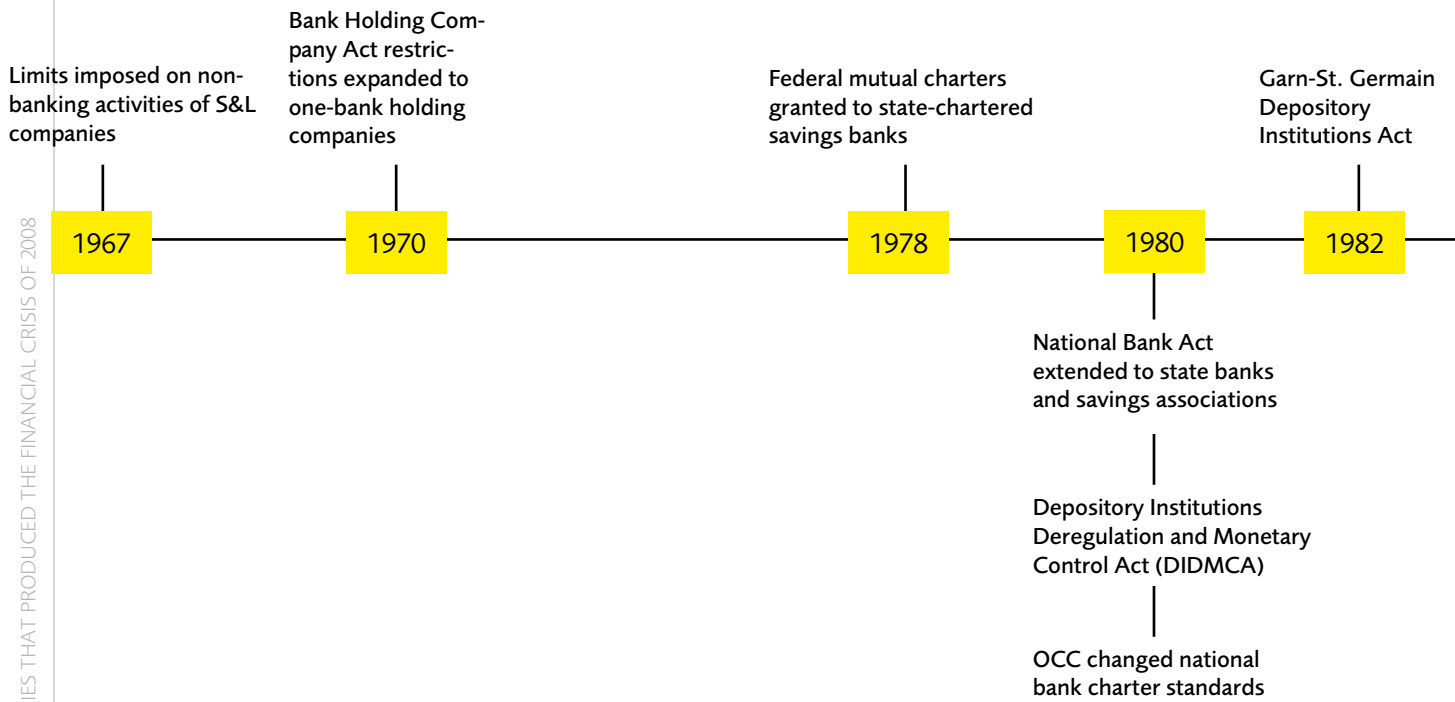 Limits imposed on non-
banking activities of S&L
companies
Bank Holding Com-
pany Act restric-
tions expanded to
one-bank holding
companies
Federal mutual charters
granted to state-chartered
savings banks
Garn-St. Germain
Depository
Institutions Act
1967
1970
1978
1980
1982
National Bank Act
extended to state banks
and savings associations
Depository Institutions
Deregulation and Monetary
Control Act (DIDMCA)
OCC changed national
bank charter standards
IES THAT PRODUCED THE FINANCIAL CRISIS OF 2008